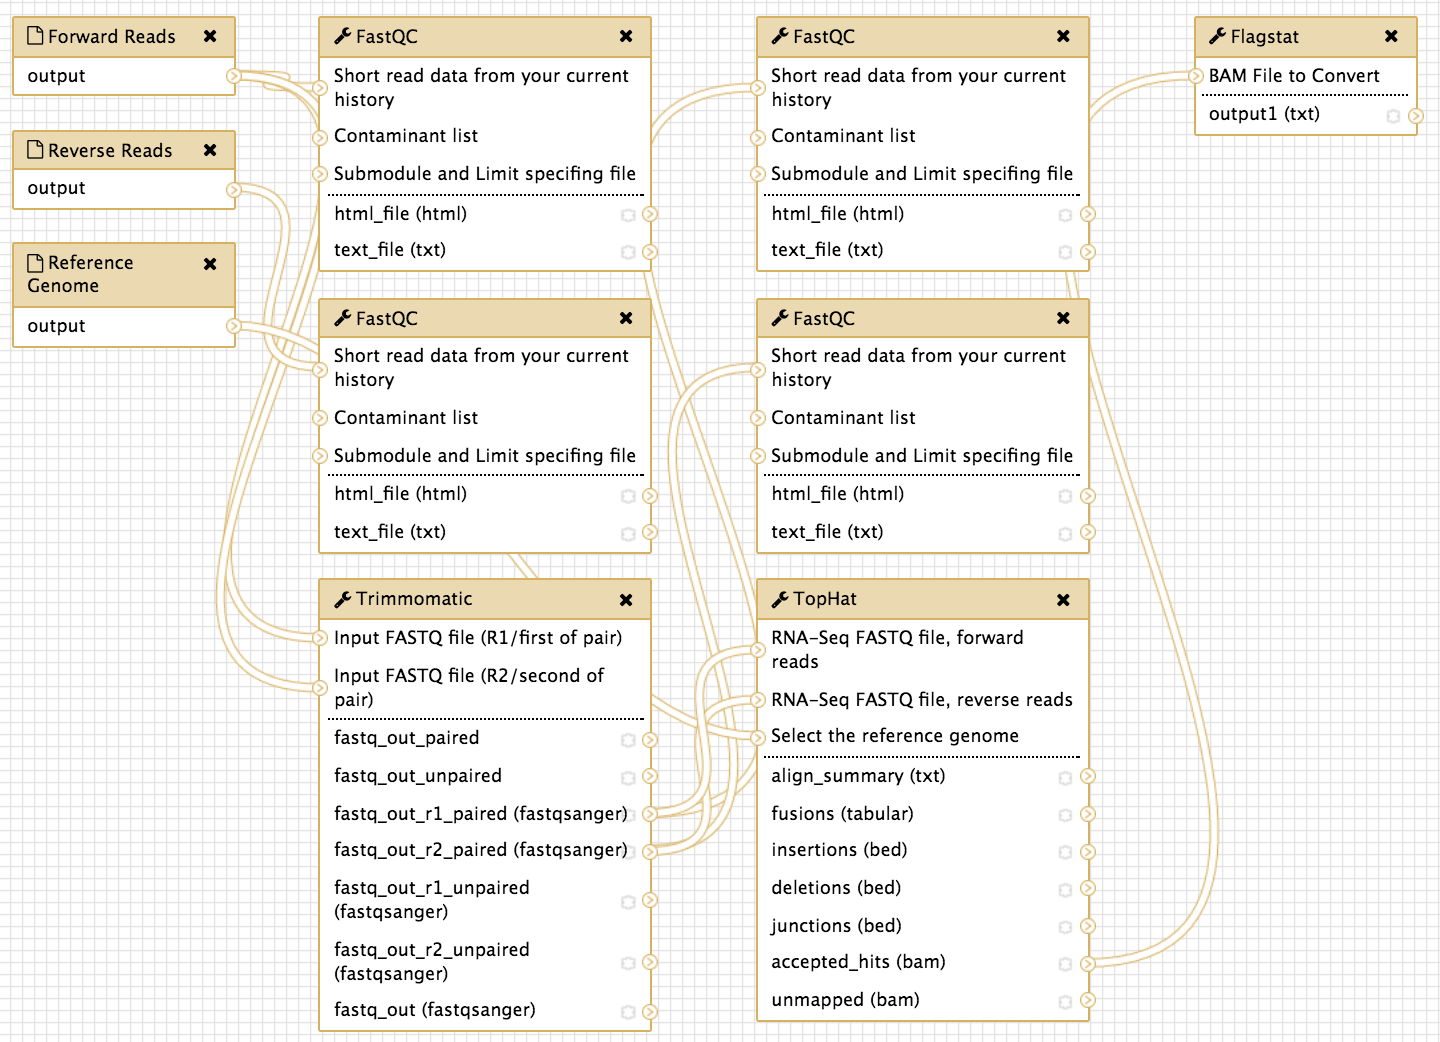 Forward Reads
output
Reverse Reads
output
Reference
Genome
output
FastQC
Short read data from your current
history
Contaminant list
Submodule and Limit specifing file
html_file (html)
text_file (txt)
FastQC
Short read data from your current
history
Contaminant list
Submodule and Limit specifing file
html_file (html)
text_file (txt)
Trimmomatic
Input FASTQ file (R1/first of pair)
Input FASTQ file (R2/second of
pair)
fastq_out_paired
fastq_out_unpaired
fastq_out_r1_paired (fastqsanger)
fastq_out_r2_paired (fastqsanger)
fastq_out_r1_unpaired
(fastqsanger)
fastq_out_r2_unpaired
(fastqsanger)
fastq_out (fastqsanger)
FastQC
Short read data from your current
history
Contaminant list
Submodule and Limit specifing file
html_file (html)
text_file (txt)
FastQC
Short read data from your current
history
Contaminant list
Submodule and Limit specifing file
html_file (html)
text_file (txt)
TopHat
RNA-Seq FASTQ file, forward
reads
RNA-Seq FASTQ file, reverse reads
Select the reference genome
align_summary (txt)
fusions (tabular)
insertions (bed)
deletions (bed)
junctions (bed)
accepted_hits (bam)
unmapped (bam)
Flagstat
BAM File to Convert
output1 (txt)